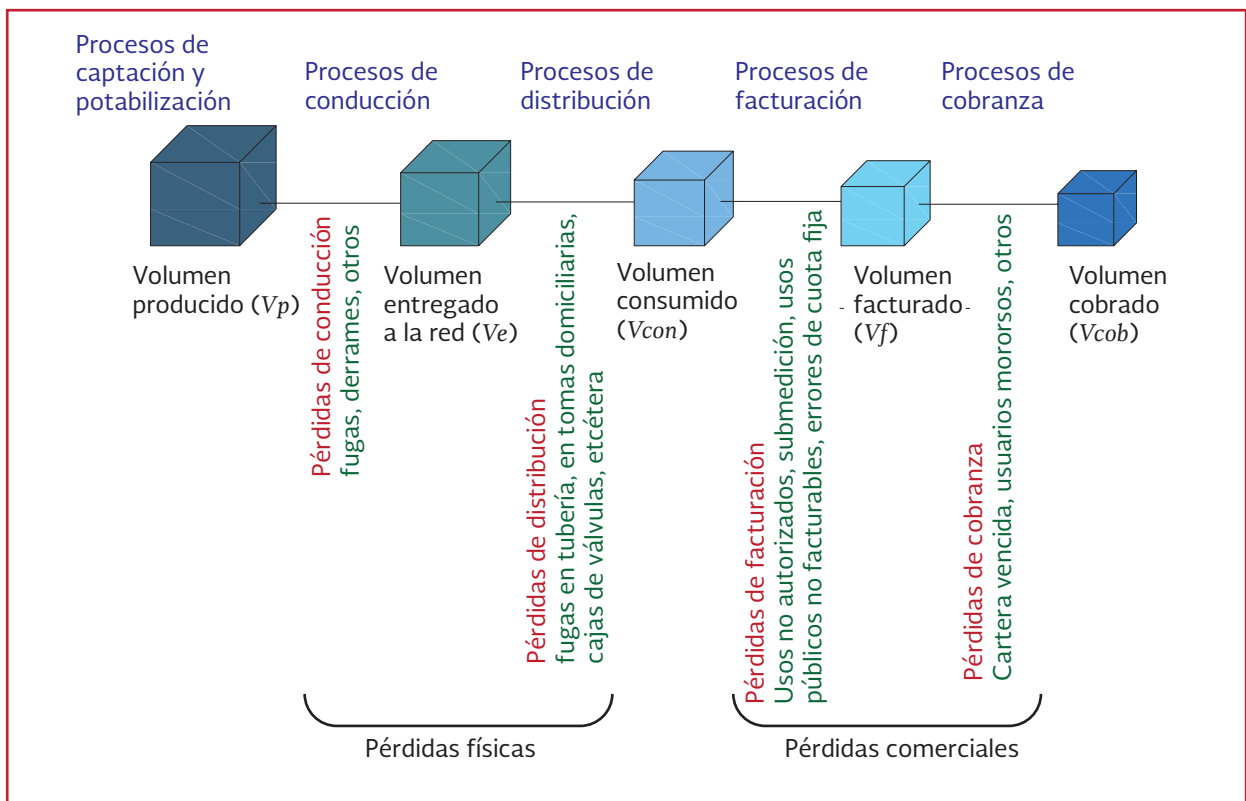 Procesos de
captación y
potabilización
Procesos de
conducción
Procesos de
distribución
Procesos de
facturación
Procesos de
cobranza
Volumen
producido (Vp)
Pérdidas de conducción
fugas, derrames, otros
Volumen
entregado
a la red (Ve)
Pérdidas de distribución
fugas en tubería, en tomas domiciliarias,
cajas de válvulas, etcétera
Volumen
consumido
(Vcon)
Pérdidas de facturación
Usos no autorizados, submedición, usos
públicos no facturables, errores de cuota fija
Volumen
- facturado -
(Vf)
Pérdidas de cobranza
Cartera vencida, usuarios mororsos, otros
Volumen
cobrado
(Vcob)
Pérdidas físicas
Pérdidas comerciales